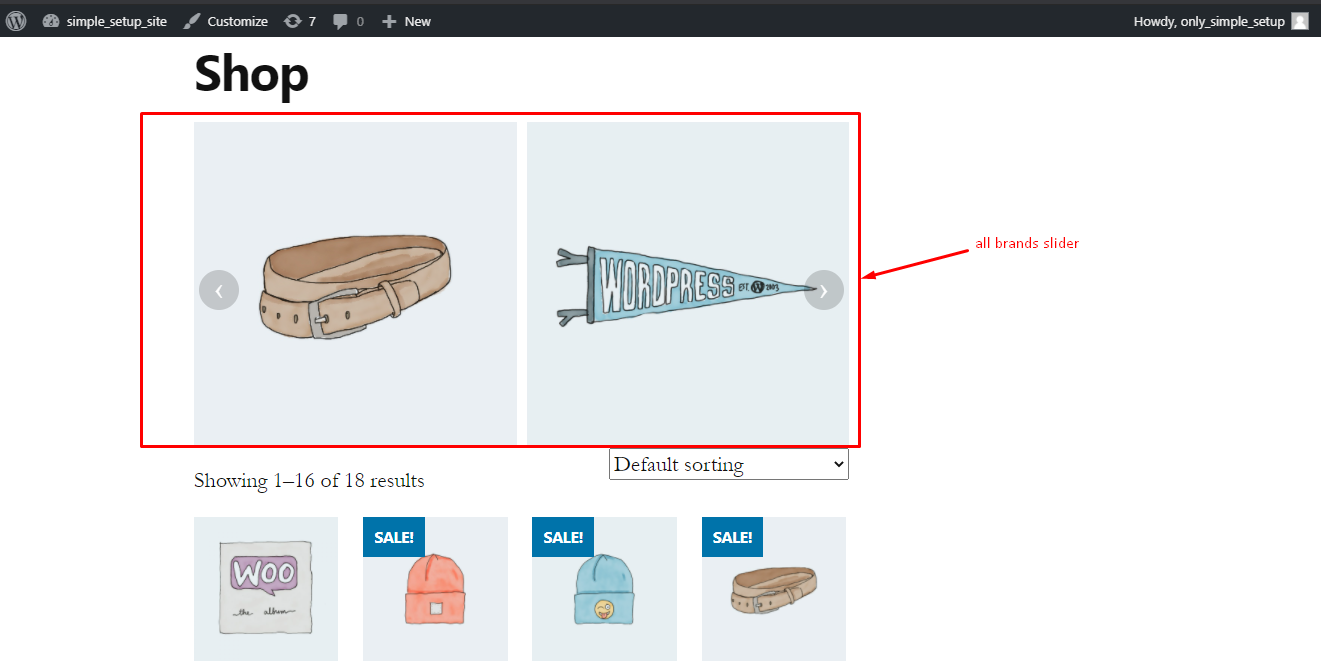 simple_setup_site Customize 7 0 New Howdy, only_simple_setup
Shop
WORDPRESS EST. 2003
all brands slider
Showing 1–16 of 18 results
Default sorting
SALE!
SALE!
SALE!
WOO
the album